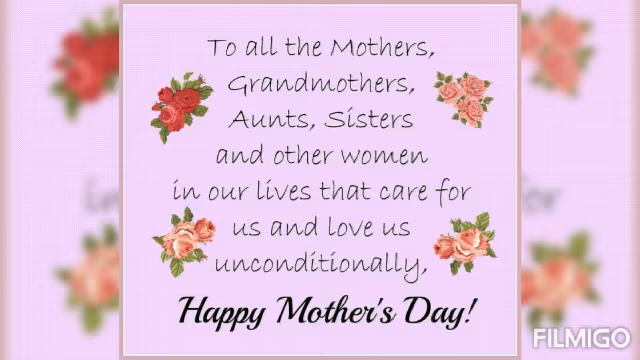 To all the Mothers,
Grandmothers,
Aunts, Sisters
and other women
in our lives that care for
us and love us
unconditionally,
Happy Mother's Day!
FILMIGO